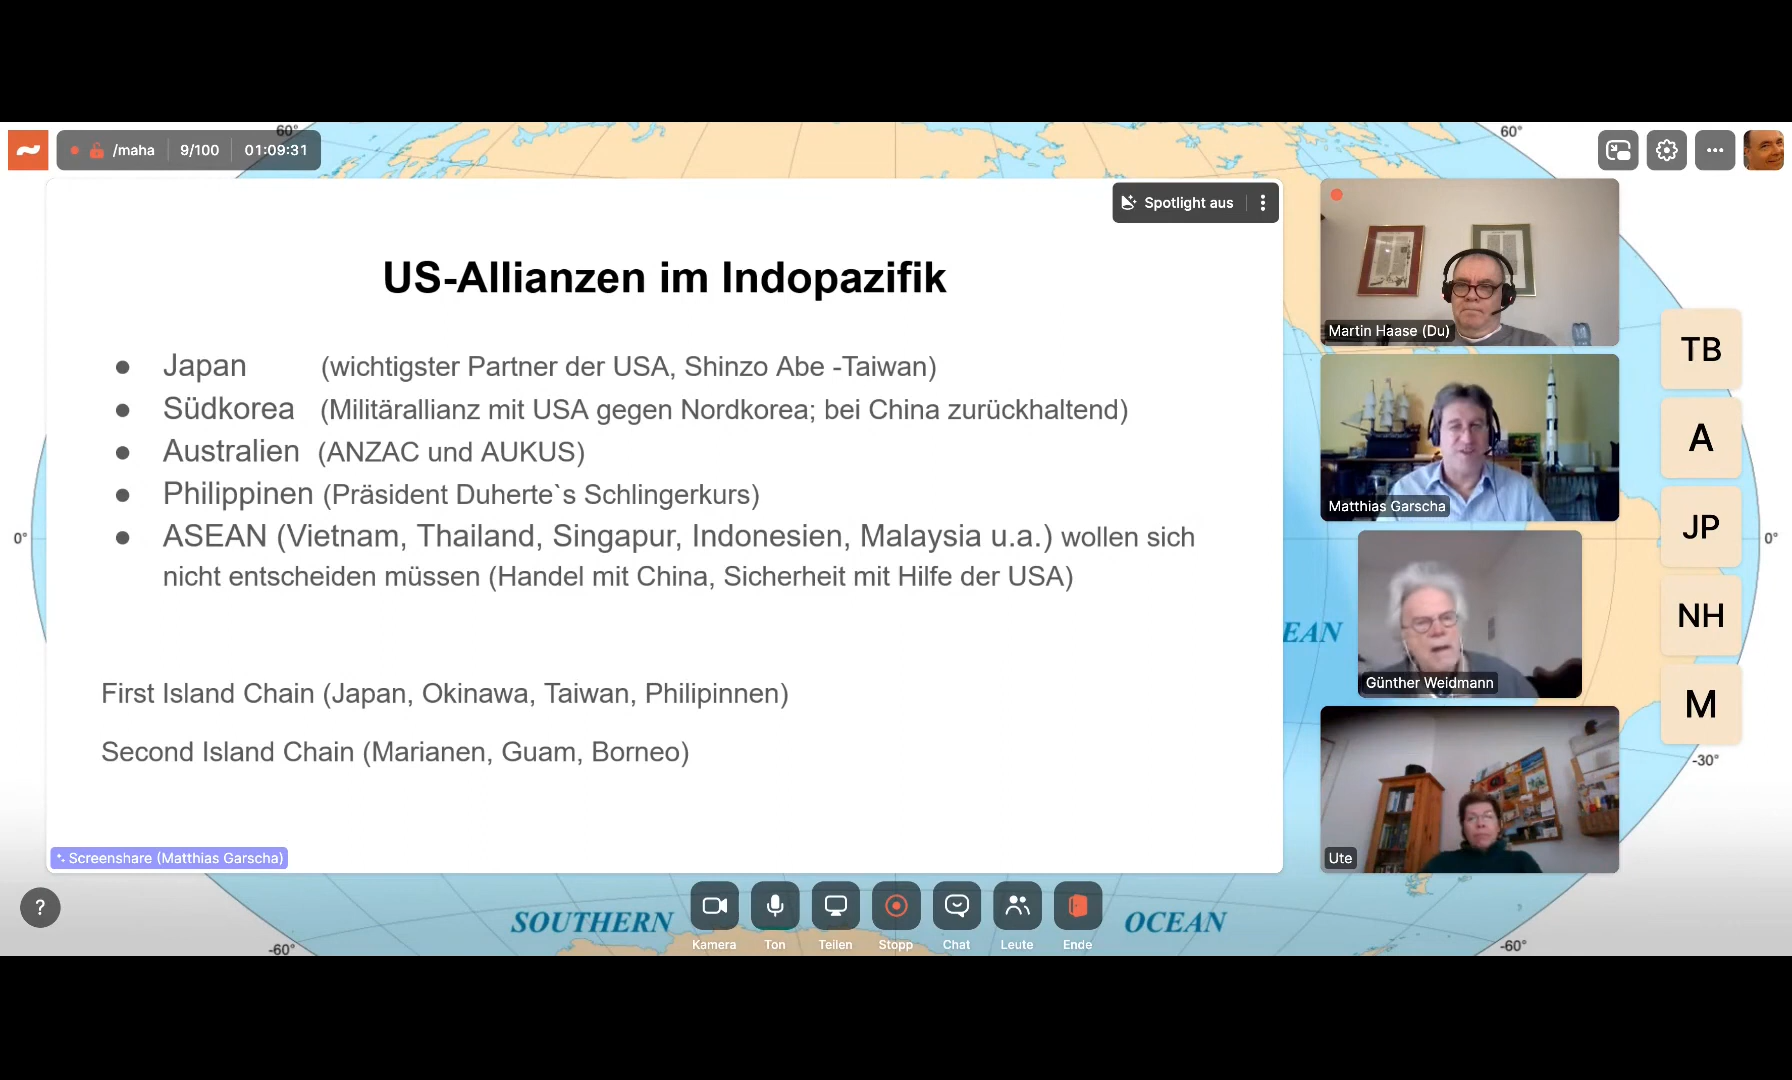 60°
60°
/maha 9/100 01:09:31
Spotlight aus
US-Allianzen im Indopazifik
● Japan (wichtigster Partner der USA, Shinzo Abe -Taiwan)
● Südkorea (Militärallianz mit USA gegen Nordkorea; bei China zurückhaltend)
● Australien (ANZAC und AUKUS)
● Philippinen (Präsident Duherte`s Schlingerkurs)
● ASEAN (Vietnam, Thailand, Singapur, Indonesien, Malaysia u.a.) wollen sich
nicht entscheiden müssen (Handel mit China, Sicherheit mit Hilfe der USA)
First Island Chain (Japan, Okinawa, Taiwan, Philipinnen)
Second Island Chain (Marianen, Guam, Borneo)
Screenshare (Matthias Garscha)
Martin Haase (Du)
Matthias Garscha
Günther Weidmann
Ute
TB
A
JP
NH
M
0°
0°
EAN
-30°
?
SOUTHERN OCEAN
Kamera Ton Teilen Stopp Chat Leute Ende
-60°
-60°